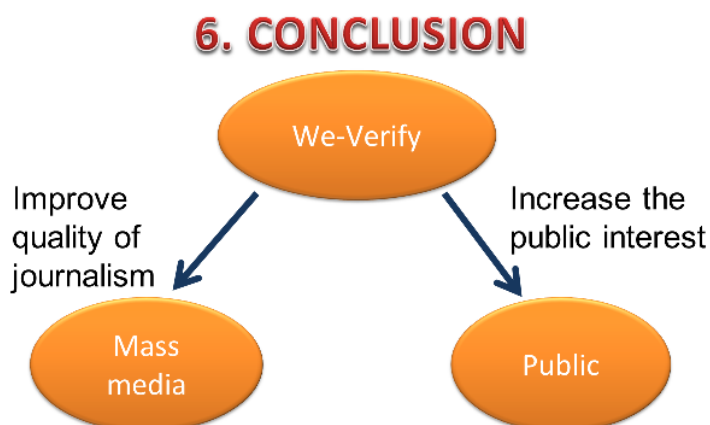 6. CONCLUSION
We-Verify
Improve
quality of
journalism
Increase the
public interest
Mass
media
Public